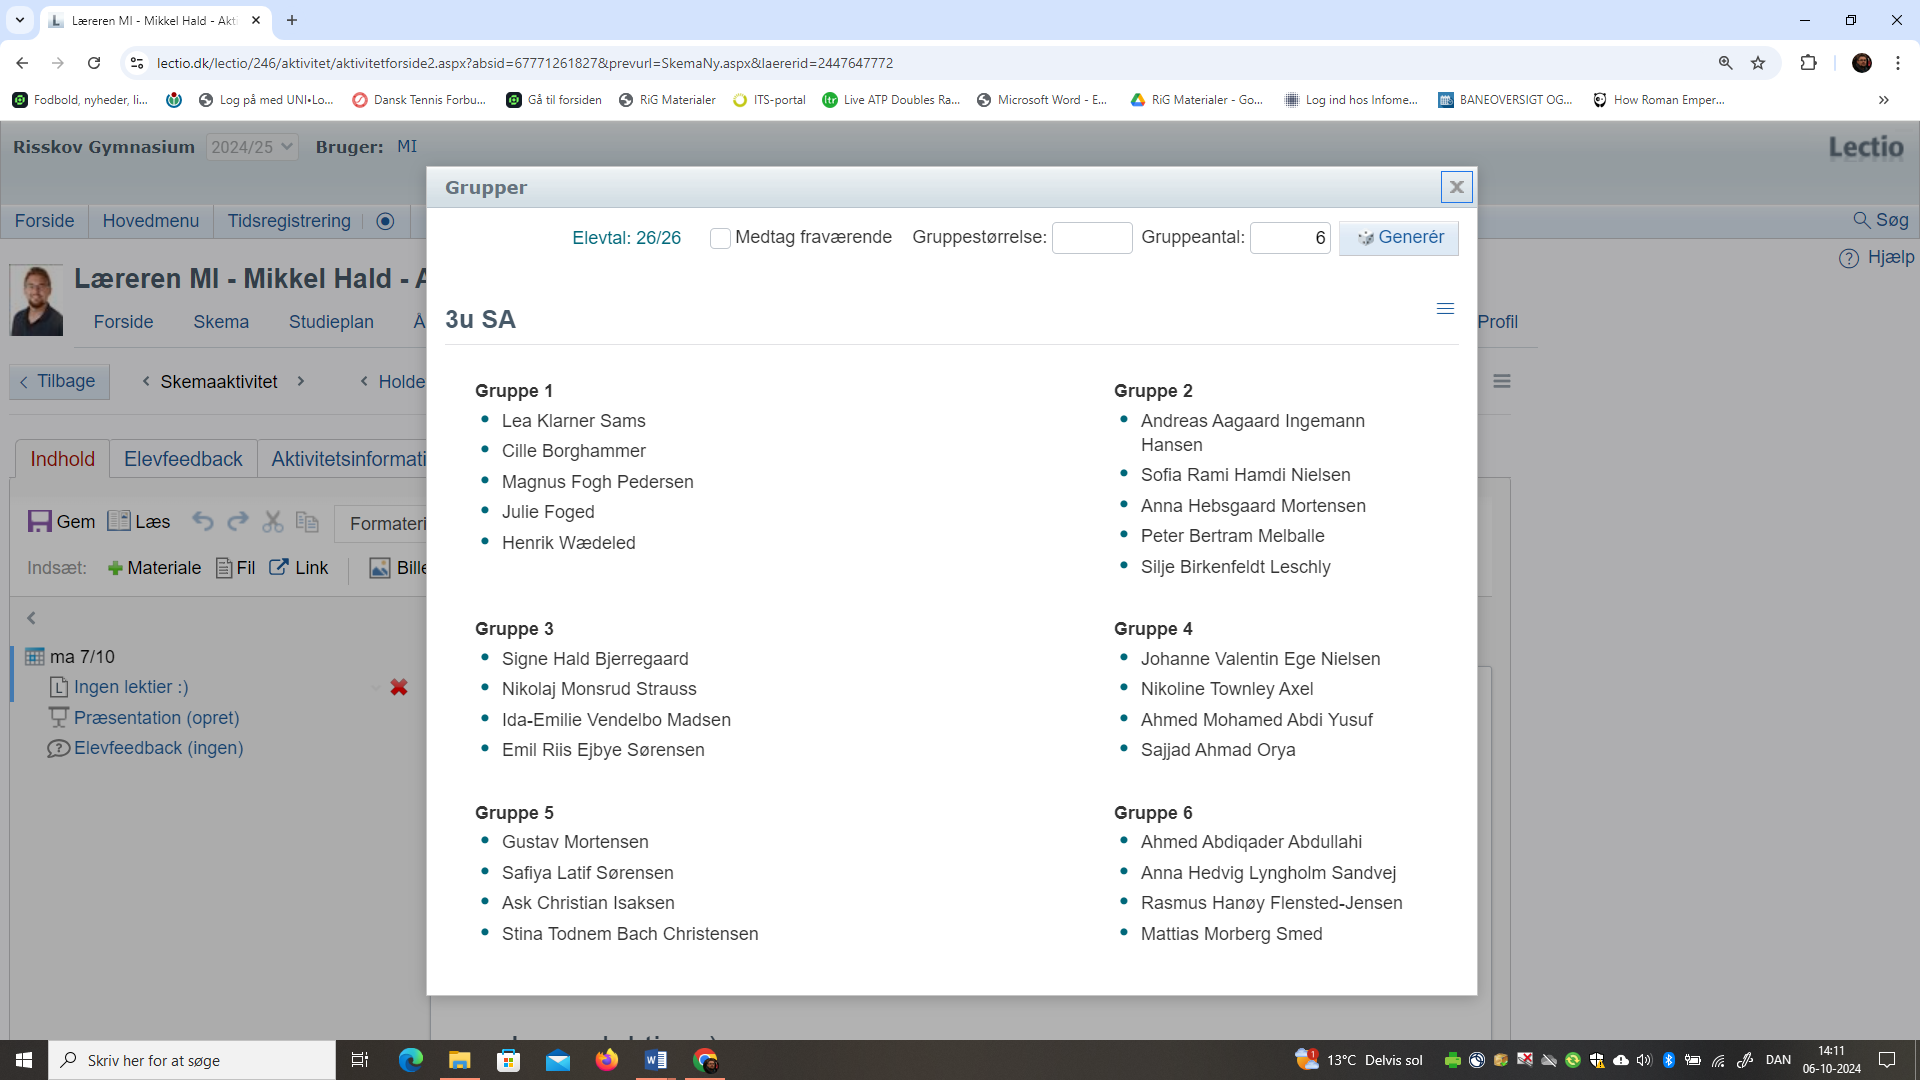 Læreren MI - Mikkel Hald - Akti
lectio.dk/lectio/246/aktivitet/aktivitetforside2.aspx?absid=67771261827&prevurl=SkemaNy.aspx&laererid=2447647772
Fodbold, nyheder, li... Log på med UNI•Lo... Dansk Tennis Forbu... Gå til forsiden RiG Materialer ITS-portal Live ATP Doubles Ra... Microsoft Word - E... RiG Materialer - Go... Log ind hos Infome... BANEOVERSIGT OG... How Roman Emper...
Risskov Gymnasium 2024/25 Bruger: MI Lectio
Forside Hovedmenu Tidsregistrering Søg
Hjælp
Læreren MI - Mikkel Hald - A
Forside Skema Studieplan Profil
Tilbage Skemaaktivitet Holde
Indhold Elevfeedback Aktivitetsinformati
Gem Læs Formateri
Indsæt: Materiale Fil Link Bille
ma 7/10
Ingen lektier :)
Præsentation (opret)
Elevfeedback (ingen)
Grupper
Elevtal: 26/26 Medtag fraværende Gruppestørrelse: Gruppeantal: 6 Generér
3u SA
Gruppe 1
Lea Klarner Sams
Cille Borghammer
Magnus Fogh Pedersen
Julie Foged
Henrik Wædeled
Gruppe 2
Andreas Aagaard Ingemann
Hansen
Sofia Rami Hamdi Nielsen
Anna Hebsgaard Mortensen
Peter Bertram Melballe
Silje Birkenfeldt Leschly
Gruppe 3
Signe Hald Bjerregaard
Nikolaj Monsrud Strauss
Ida-Emilie Vendelbo Madsen
Emil Riis Ejbye Sørensen
Gruppe 4
Johanne Valentin Ege Nielsen
Nikoline Townley Axel
Ahmed Mohamed Abdi Yusuf
Sajjad Ahmad Orya
Gruppe 5
Gustav Mortensen
Safiya Latif Sørensen
Ask Christian Isaksen
Stina Todnem Bach Christensen
Gruppe 6
Ahmed Abdiqader Abdullahi
Anna Hedvig Lyngholm Sandvej
Rasmus Hanøy Flensted-Jensen
Mattias Morberg Smed
Skriv her for at søge
13°C Delvis sol
DAN
14:11
06-10-2024